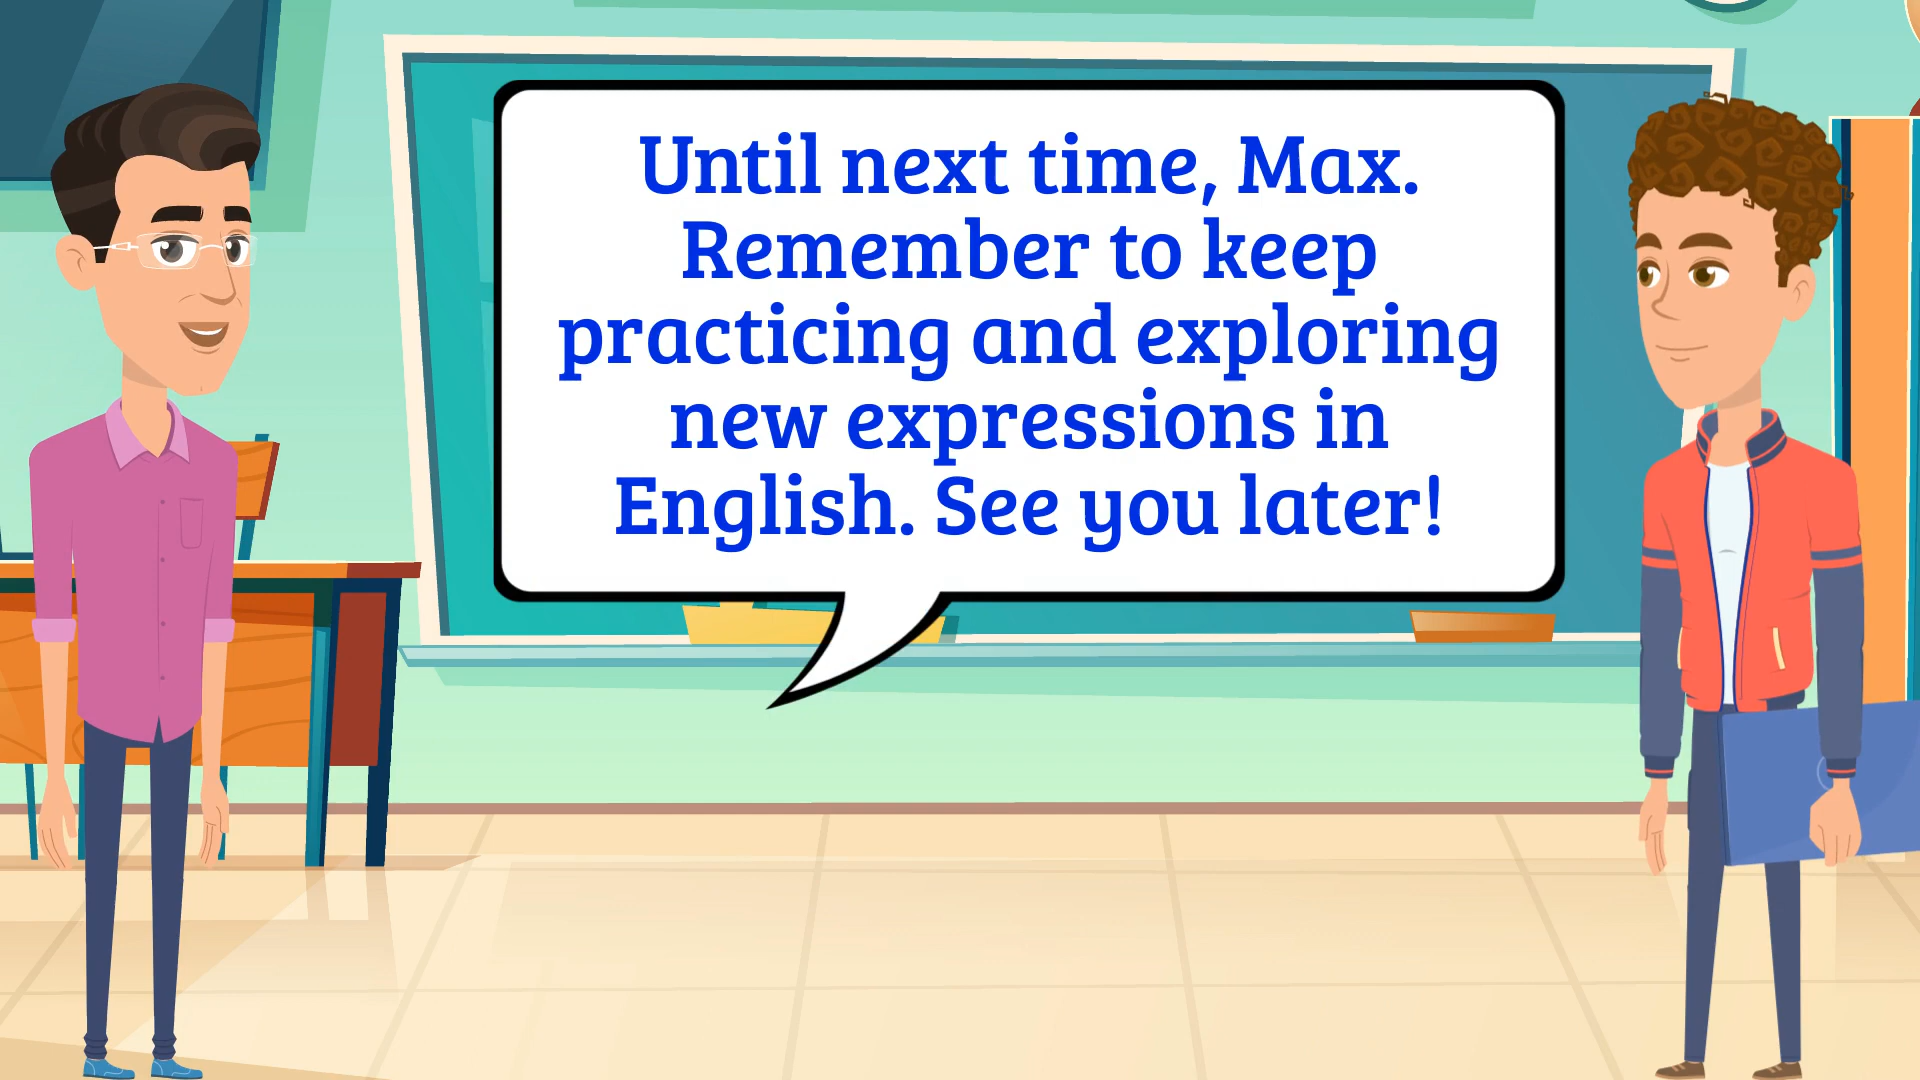 Until next time, Max.
Remember to keep
practicing and exploring
new expressions in
English. See you later!